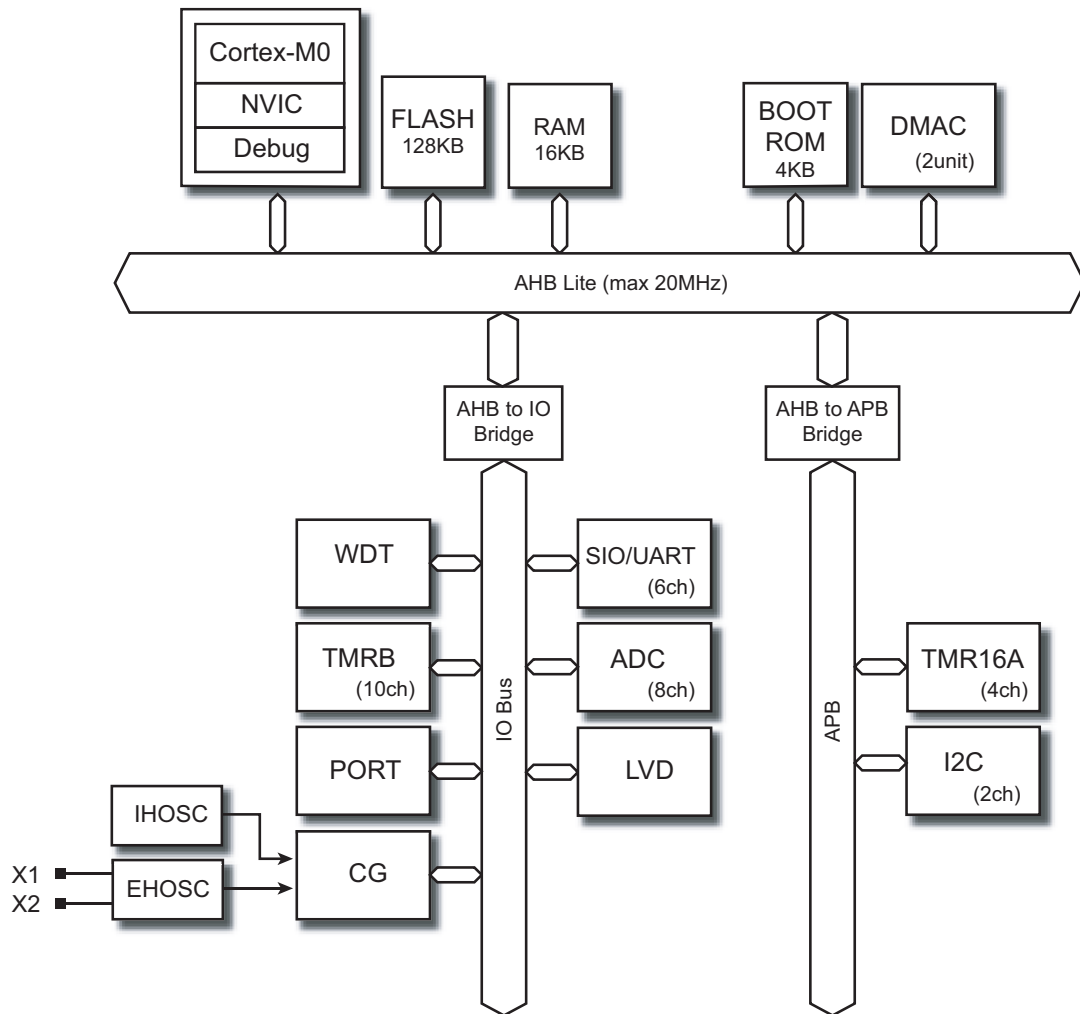 Cortex-M0
NVIC
Debug
FLASH
128KB
RAM
16KB
BOOT
ROM
4KB
DMAC
(2unit)
AHB Lite (max 20MHz)
AHB to IO
Bridge
AHB to APB
Bridge
WDT
SIO/UART
(6ch)
TMRB
(10ch)
ADC
(8ch)
TMR16A
(4ch)
IO Bus
APB
PORT
LVD
I2C
(2ch)
IHOSC
CG
X1
X2
EHOSC